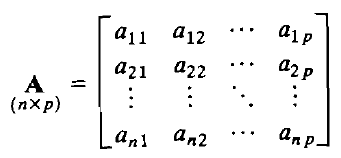 a₁₁ a₁₂ ⋯ a₁ₚ
a₂₁ a₂₂ ⋯ a₂ₚ
A =
(n×p)
⋮ ⋮ ⋱ ⋮
aₙ₁ aₙ₂ ⋯ aₙₚ